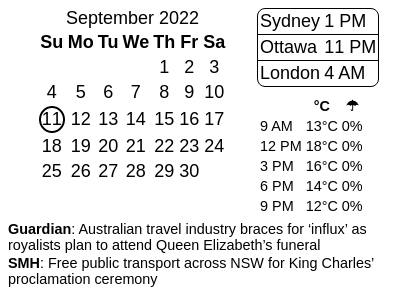 September 2022
Su Mo Tu We Th Fr Sa
1 2 3
4 5 6 7 8 9 10
11 12 13 14 15 16 17
18 19 20 21 22 23 24
25 26 27 28 29 30
Sydney 1 PM
Ottawa 11 PM
London 4 AM
°C ☂
9 AM 13°C 0%
12 PM 18°C 0%
3 PM 16°C 0%
6 PM 14°C 0%
9 PM 12°C 0%
Guardian: Australian travel industry braces for ‘influx’ as
royalists plan to attend Queen Elizabeth’s funeral
SMH: Free public transport across NSW for King Charles’
proclamation ceremony